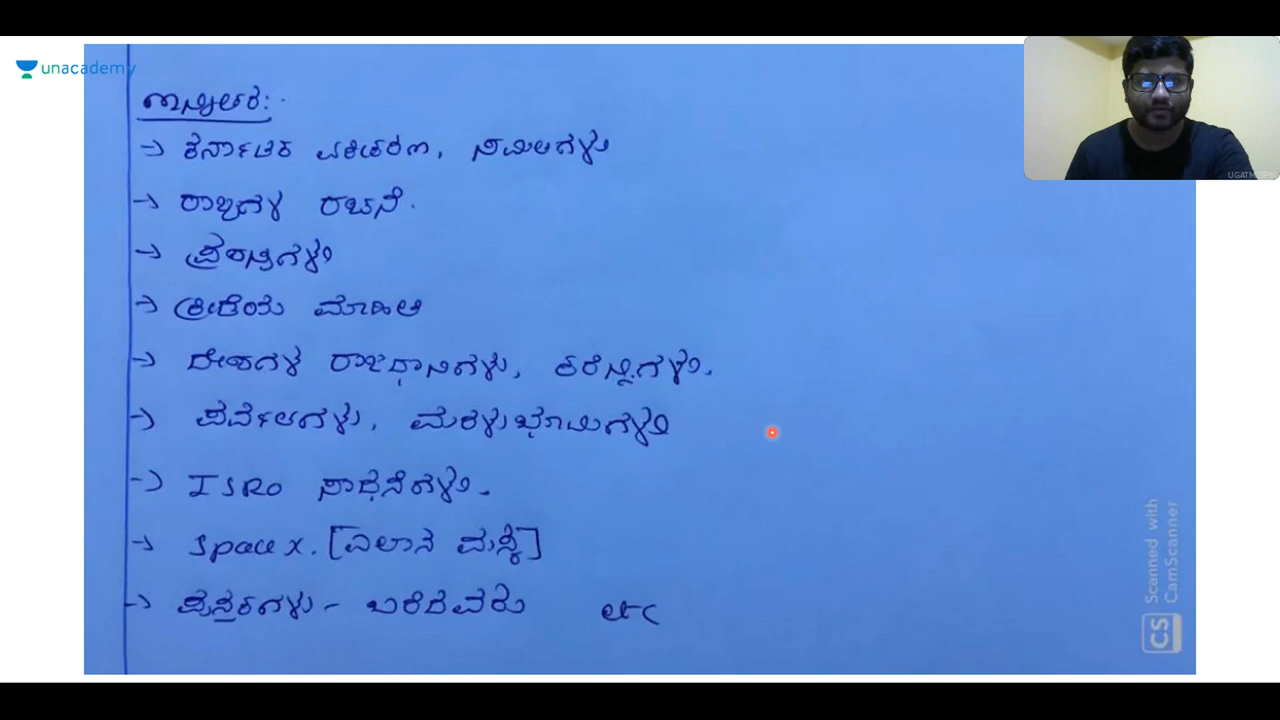 unacademy
→ ಕರ್ನಾಟಕ ಏಕೀಕರಣ,
→ ರಾಜ್ಯಗಳ ರಚನೆ.
→ ಪ್ರಶಸ್ತಿಗಳು
→ ಕ್ರೀಡೆಯ ಮಾಹಿತಿ
→ ದೇಶಗಳ ರಾಜಧಾನಿಗಳು, ಕರೆನ್ಸಿಗಳು.
→ ಪರ್ವತಗಳು, ಮರಳುಭೂಮಿಗಳು
→ ISRO ಸಾಧನೆಗಳು.
→ Space x. [ಎಲಾನ ಮಸ್ಕ]
→ ಪುಸ್ತಕಗಳು - ಬರೆದವರು etc
Scanned with
CamScanner
CS